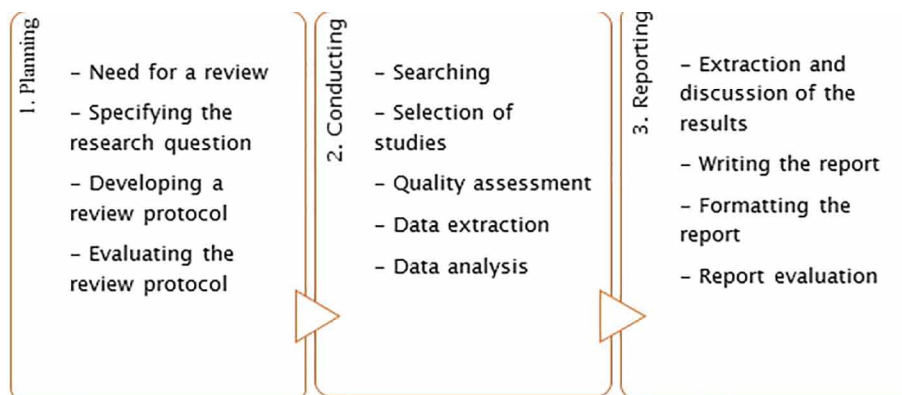 1. Planning
– Need for a review
– Specifying the
research question
– Developing a
review protocol
– Evaluating the
review protocol
2. Conducting
– Searching
– Selection of
studies
– Quality assessment
– Data extraction
– Data analysis
3. Reporting
– Extraction and
discussion of the
results
– Writing the report
– Formatting the
report
– Report evaluation